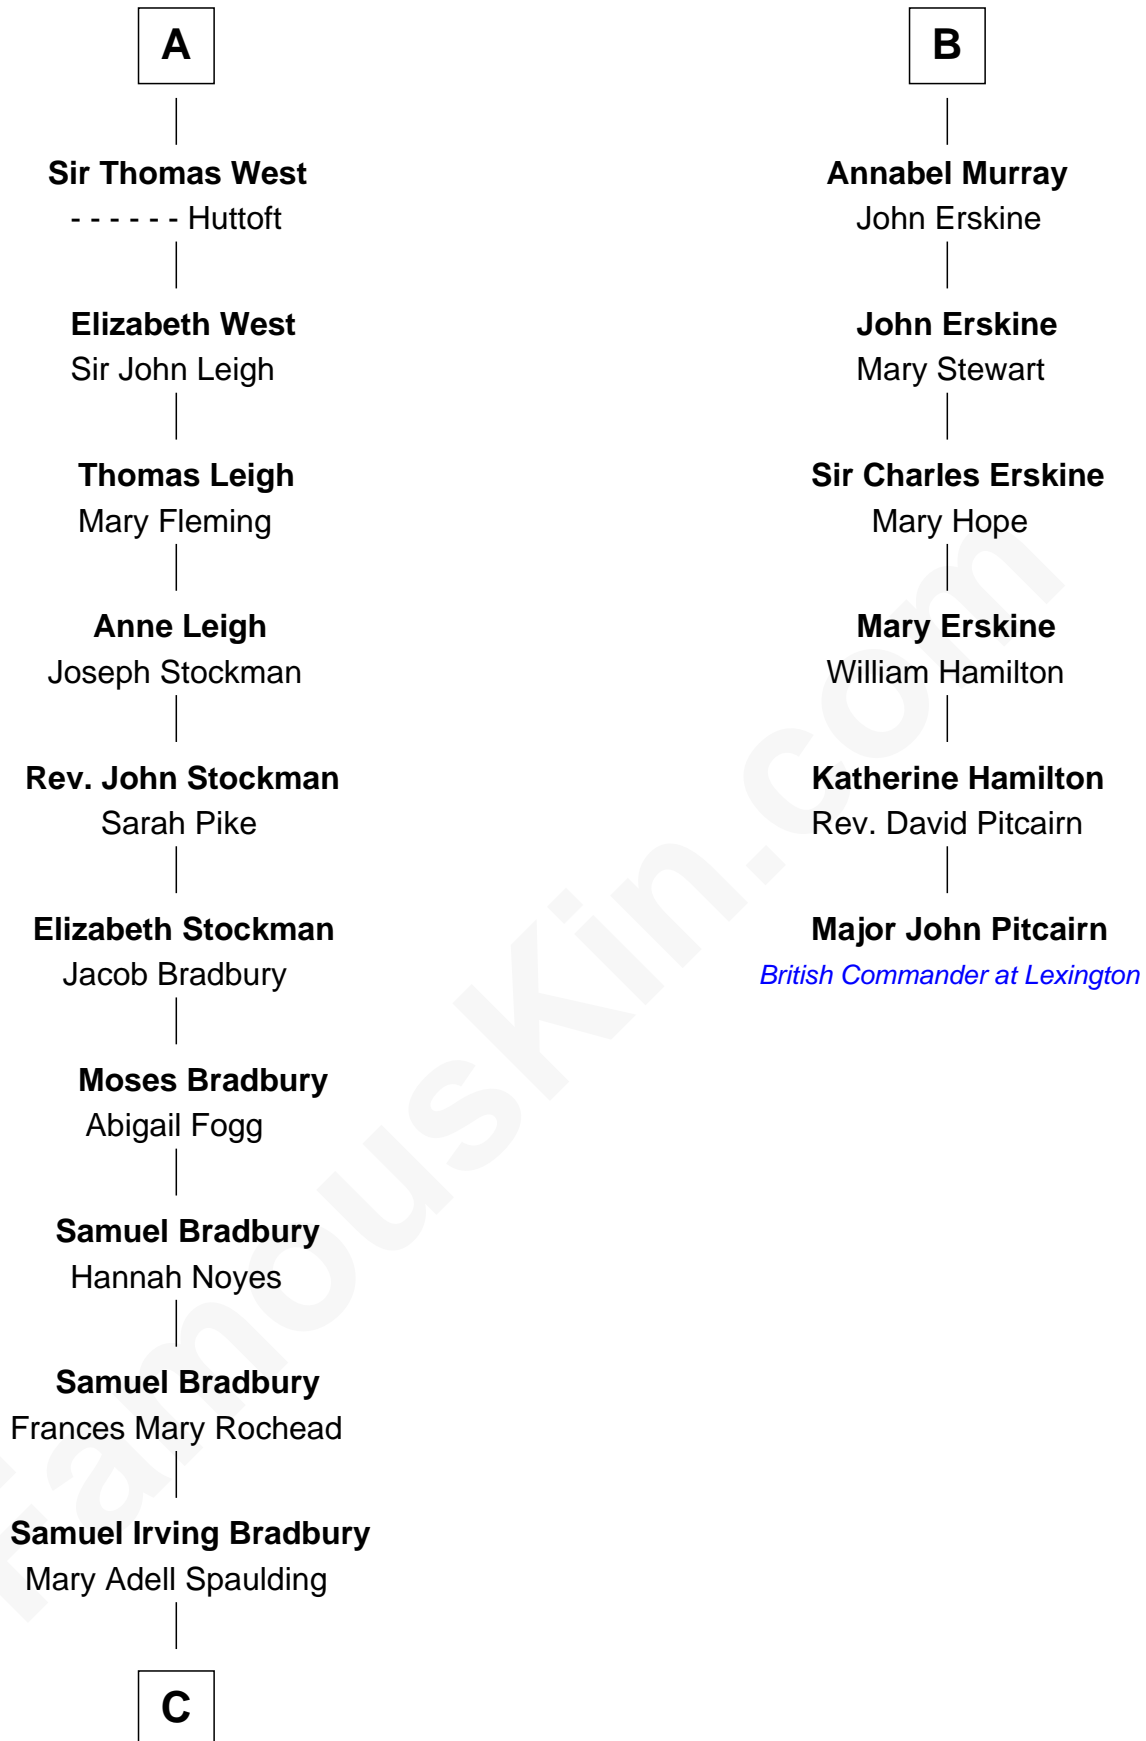 A
Sir Thomas West
- - - - - - Huttoft
Elizabeth West
Sir John Leigh
Thomas Leigh
Mary Fleming
Anne Leigh
Joseph Stockman
Rev. John Stockman
Sarah Pike
Elizabeth Stockman
Jacob Bradbury
Moses Bradbury
Abigail Fogg
Samuel Bradbury
Hannah Noyes
Samuel Bradbury
Frances Mary Rochead
Samuel Irving Bradbury
Mary Adell Spaulding
C
B
Annabel Murray
John Erskine
John Erskine
Mary Stewart
Sir Charles Erskine
Mary Hope
Mary Erskine
William Hamilton
Katherine Hamilton
Rev. David Pitcairn
Major John Pitcairn
British Commander at Lexington
FamousKin.com